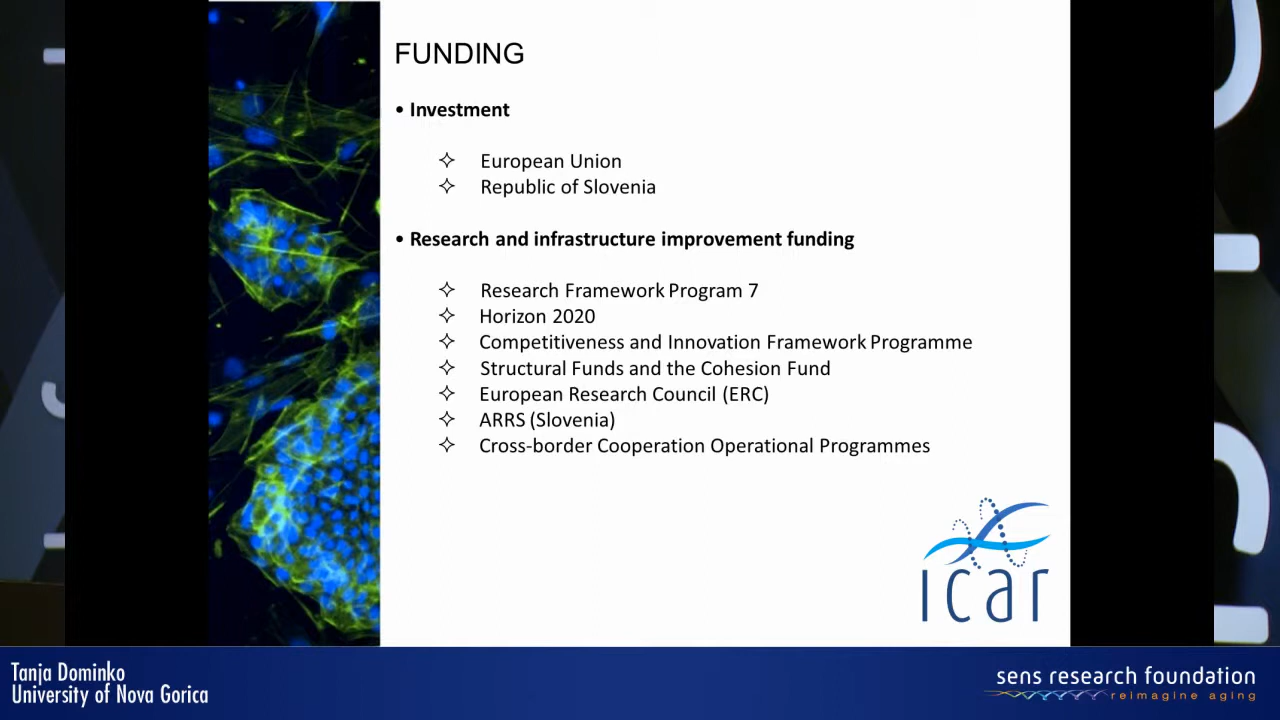 FUNDING
• Investment
✧ European Union
✧ Republic of Slovenia
• Research and infrastructure improvement funding
✧ Research Framework Program 7
✧ Horizon 2020
✧ Competitiveness and Innovation Framework Programme
✧ Structural Funds and the Cohesion Fund
✧ European Research Council (ERC)
✧ ARRS (Slovenia)
✧ Cross-border Cooperation Operational Programmes
icar
Tanja Dominko
University of Nova Gorica
sens research foundation
reimagine aging